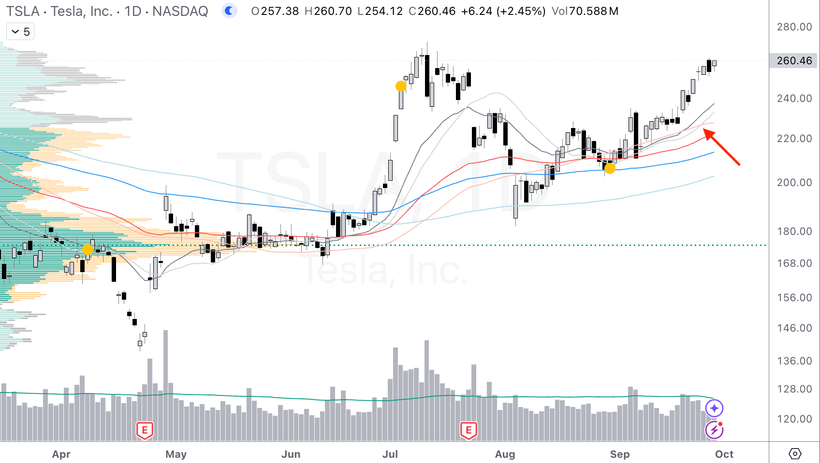 TSLA · Tesla, Inc. · 1D · NASDAQ O257.38 H260.70 L254.12 C260.46 +6.24 (+2.45%) Vol70.588M
5
280.00
260.46
240.00
220.00
200.00
180.00
168.00
156.00
146.00
136.00
128.00
120.00
TSLA, 1D
Tesla, Inc.
E E
Apr May Jun Jul Aug Sep Oct